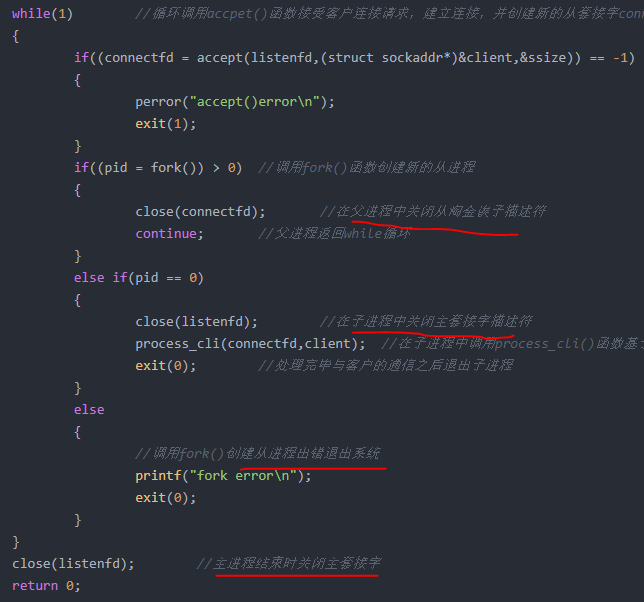 while(1) //循环调用accpet()函数接受客户连接请求，建立连接，并创建新的从套接字conn
{
if((connectfd = accept(listenfd,(struct sockaddr*)&client,&ssize)) == -1)
{
perror("accept()error\n");
exit(1);
}
if((pid = fork()) > 0) //调用fork()函数创建新的从进程
{
close(connectfd); //在父进程中关闭从 描述符
continue; //父进程返回while循环
}
else if(pid == 0)
{
close(listenfd); //在子进程中关闭主套接字描述符
process_cli(connectfd,client); //在子进程中调用process_cli()函数基于
exit(0); //处理完毕与客户的通信之后退出子进程
}
else
{
//调用fork()创建从进程出错退出系统
printf("fork error\n");
exit(0);
}
}
close(listenfd); //主进程结束时关闭主套接字
return 0;